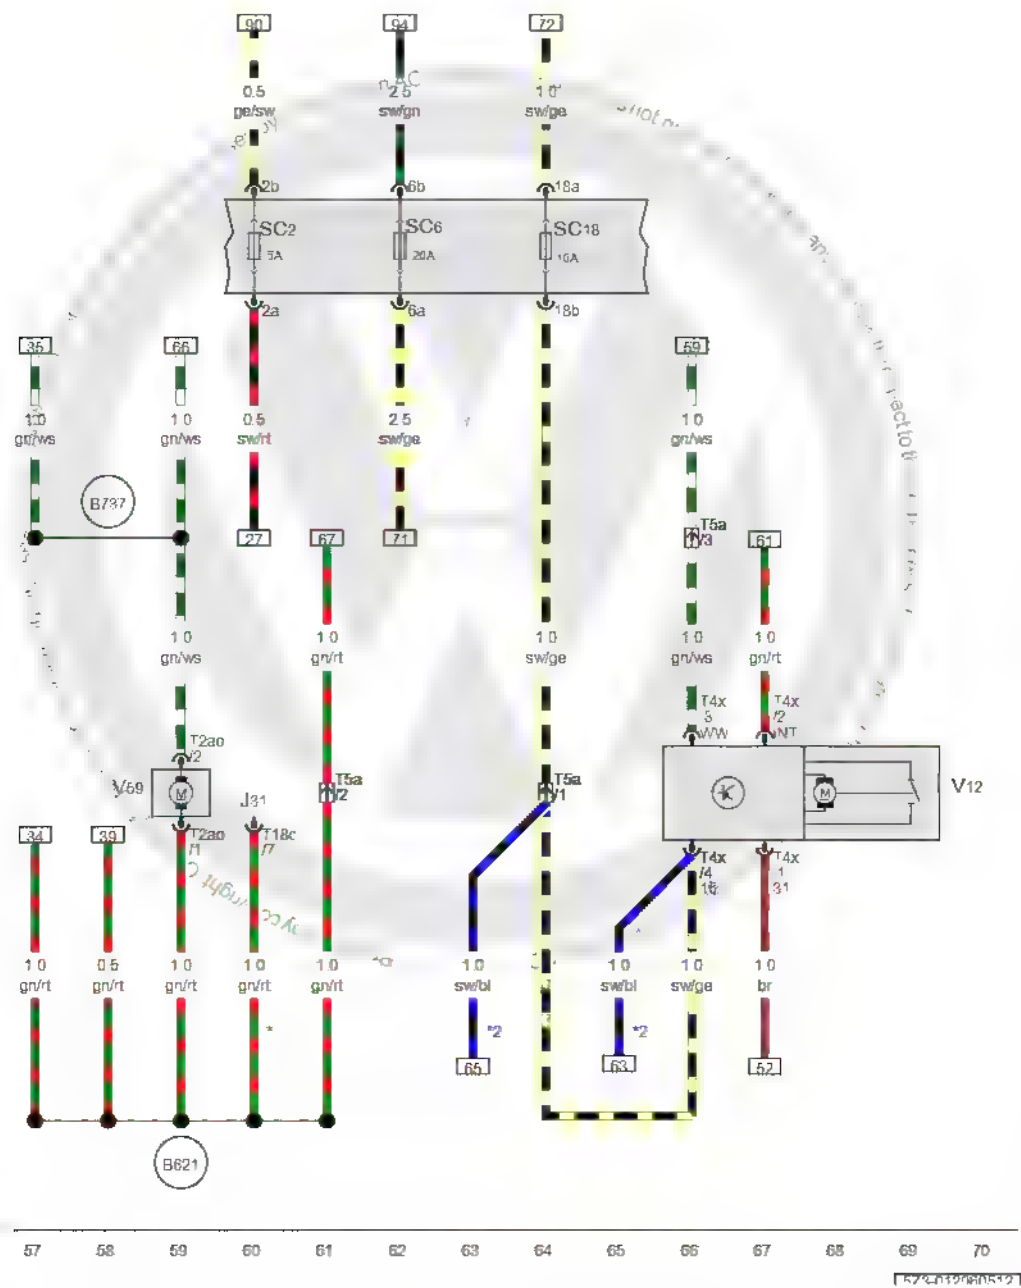 90 94 72
0.5 2.5 1.0
ge/sw sw/gn sw/ge
2b 6b 18a
SC2 SC6 SC18
5A 20A 10A
2a 6a 18b
35 66 59
1.0 1.0 0.5 2.5 1.0
gn/ws gn/ws sw/rt sw/ge gn/ws
B737
27 67 71 T5a 61
/3
1.0 1.0 1.0 1.0 1.0
gn/ws gn/rt sw/ge gn/ws gn/rt
T4x T4x
3 /2
T2ao
/2
V59 M T5a T5a K M V12
/2 /1
J31
34 39 T2ao T18c
/1 /7
T4x T4x
/4 1
15 31
1.0 0.5 1.0 1.0 1.0 1.0 1.0 1.0 1.0
gn/rt gn/rt gn/rt gn/rt gn/rt sw/bl sw/bl sw/ge br
* *2 *2
65 63 52
B621
57 58 59 60 61 62 63 64 65 66 67 68 69 70